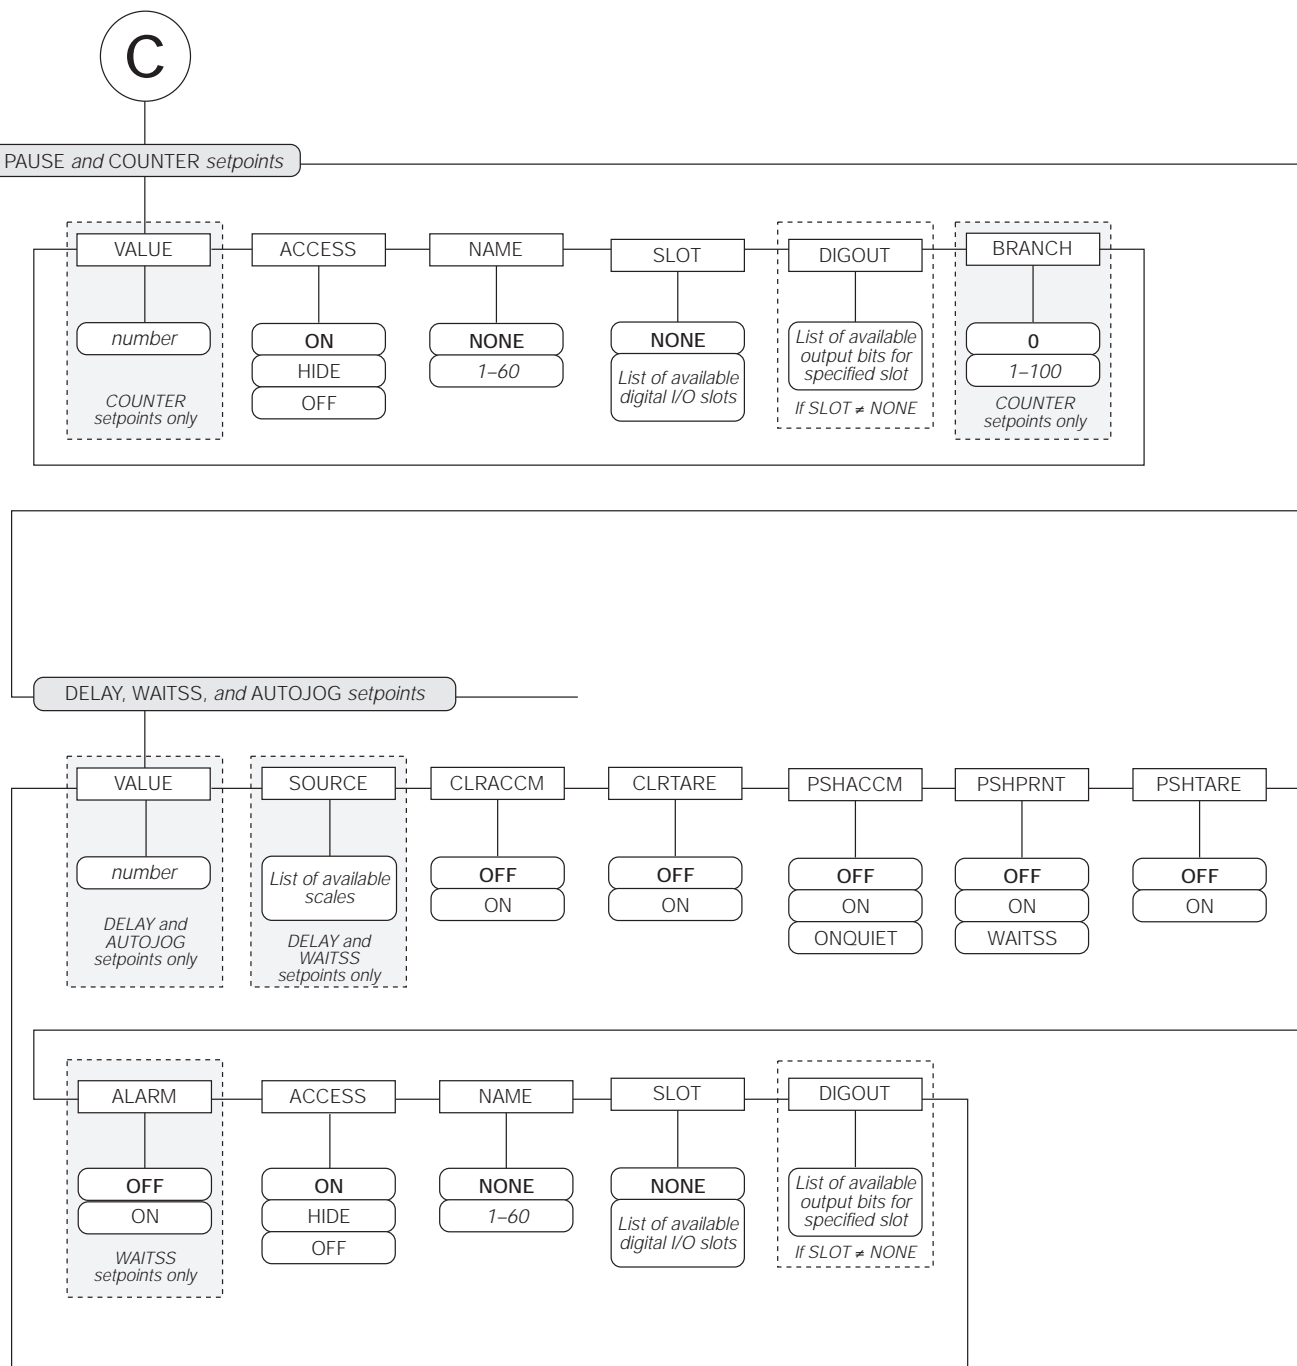 C
PAUSE and COUNTER setpoints
VALUE
ACCESS
NAME
SLOT
DIGOUT
BRANCH
number
COUNTER
setpoints only
ON
HIDE
OFF
NONE
1–60
NONE
List of available
digital I/O slots
List of available
output bits for
specified slot
If SLOT ≠ NONE
0
1–100
COUNTER
setpoints only
DELAY, WAITSS, and AUTOJOG setpoints
VALUE
SOURCE
CLRACCM
CLRTARE
PSHACCM
PSHPRNT
PSHTARE
number
DELAY and
AUTOJOG
setpoints only
List of available
scales
DELAY and
WAITSS
setpoints only
OFF
ON
OFF
ON
OFF
ON
ONQUIET
OFF
ON
WAITSS
OFF
ON
ALARM
ACCESS
NAME
SLOT
DIGOUT
OFF
ON
WAITSS
setpoints only
ON
HIDE
OFF
NONE
1–60
NONE
List of available
digital I/O slots
List of available
output bits for
specified slot
If SLOT ≠ NONE